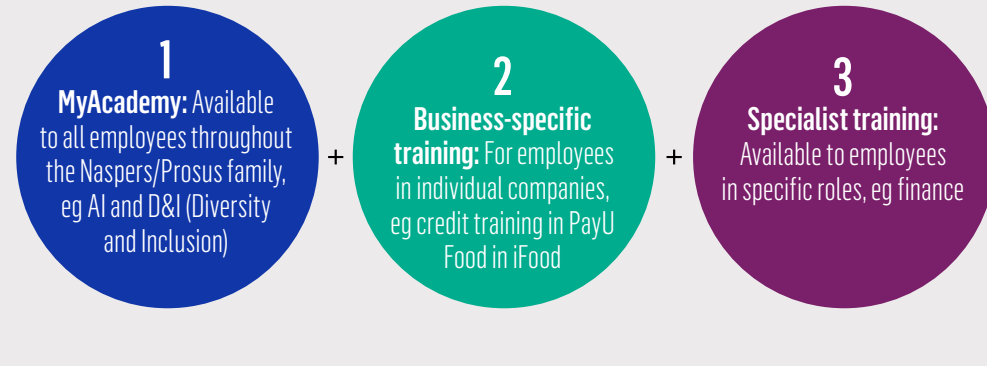 1
MyAcademy: Available
to all employees throughout
the Naspers/Prosus family,
eg AI and D&I (Diversity
and Inclusion)
+
2
Business-specific
training: For employees
in individual companies,
eg credit training in PayU
Food in iFood
+
3
Specialist training:
Available to employees
in specific roles, eg finance